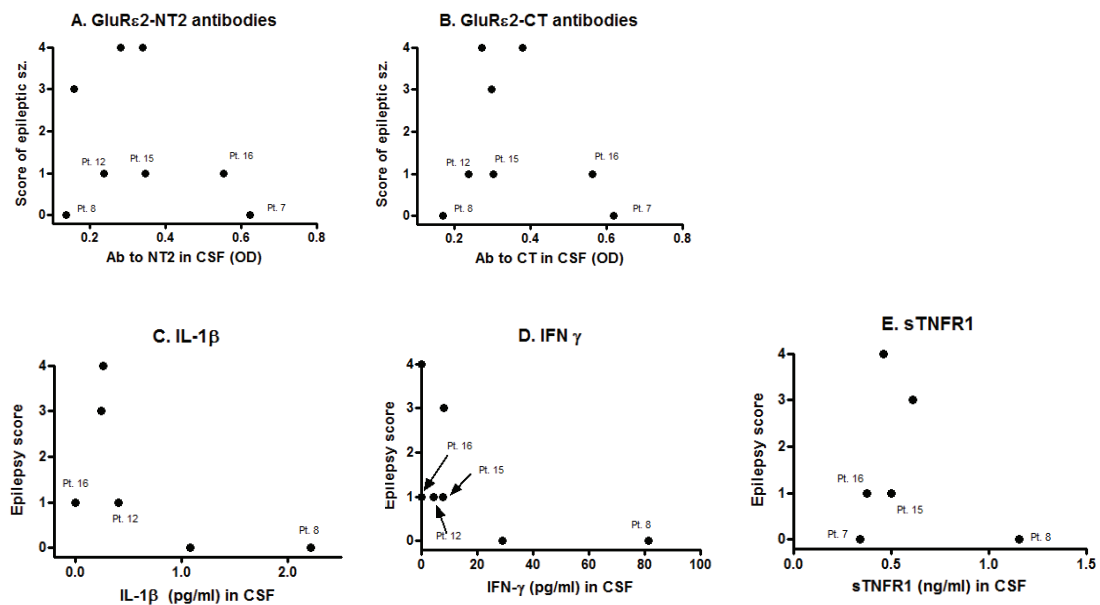 A. GluRε2-NT2 antibodies
Score of epileptic sz.
4
3
2
1
0
Pt. 12
Pt. 15
Pt. 16
Pt. 8
Pt. 7
0.2
0.4
0.6
0.8
Ab to NT2 in CSF (OD)
B. GluRε2-CT antibodies
Score of epileptic sz.
4
3
2
1
0
Pt. 12
Pt. 15
Pt. 16
Pt. 8
Pt. 7
0.2
0.4
0.6
0.8
Ab to CT in CSF (OD)
C. IL-1β
Epilepsy score
4
3
2
1
0
Pt. 16
Pt. 12
Pt. 8
0.0
1.0
2.0
IL-1β (pg/ml) in CSF
D. IFN γ
Epilepsy score
4
3
2
1
0
Pt. 16
Pt. 15
Pt. 12
Pt. 8
0
20
40
60
80
100
IFN-γ (pg/ml) in CSF
E. sTNFR1
Epilepsy score
4
3
2
1
0
Pt. 16
Pt. 15
Pt. 7
Pt. 8
0.0
0.5
1.0
1.5
sTNFR1 (ng/ml) in CSF